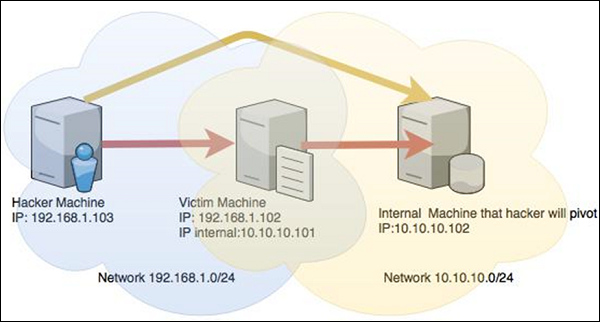 Hacker Machine
IP: 192.168.1.103
Victim Machine
IP: 192.168.1.102
IP internal:10.10.10.101
Internal Machine that hacker will pivot
IP:10.10.10.102
Network 192.168.1.0/24
Network 10.10.10.0/24